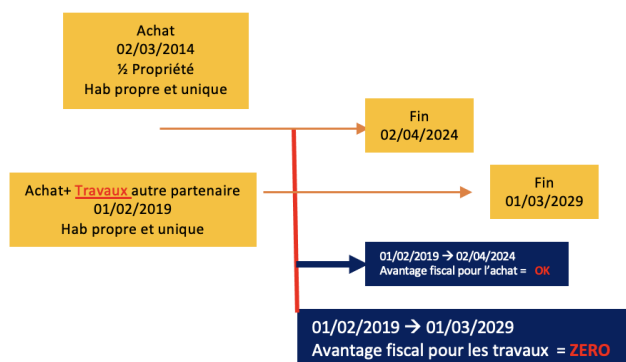 Achat
02/03/2014
½ Propriété
Hab propre et unique
Fin
02/04/2024
Achat+ Travaux autre partenaire
01/02/2019
Hab propre et unique
Fin
01/03/2029
01/02/2019 → 02/04/2024
Avantage fiscal pour l'achat = OK
01/02/2019 → 01/03/2029
Avantage fiscal pour les travaux = ZERO